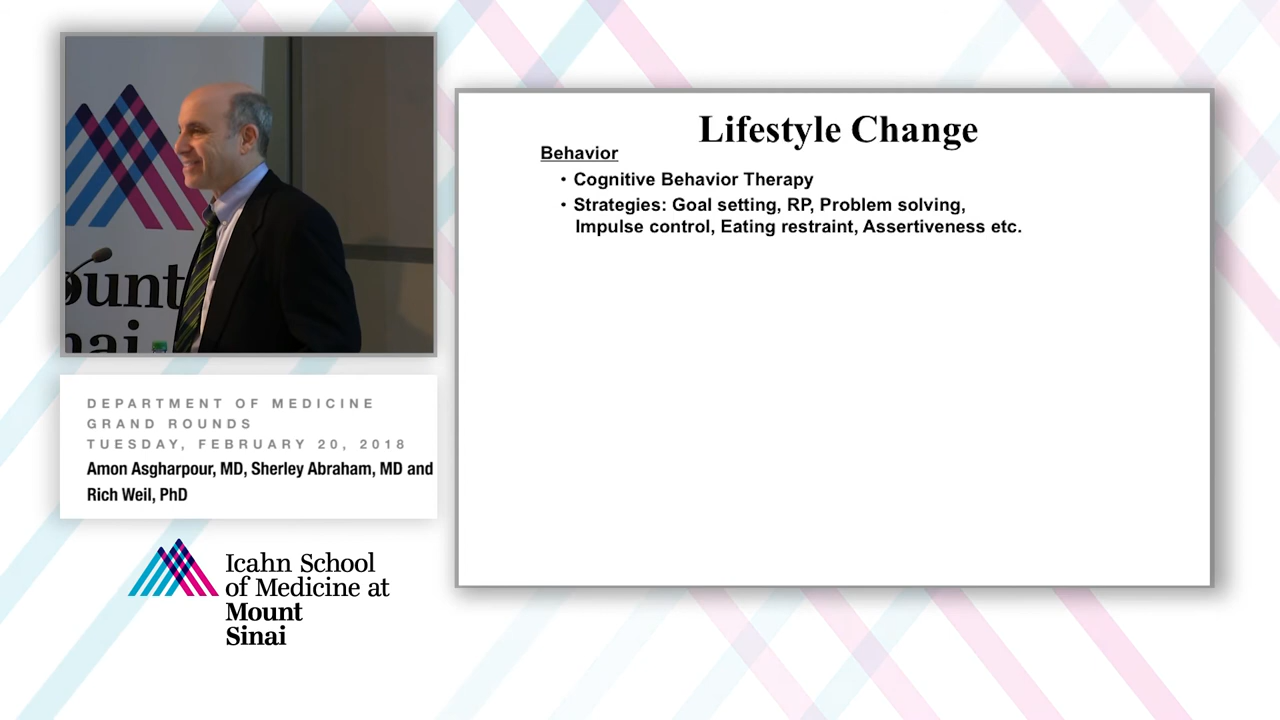 ount
nai
DEPARTMENT OF MEDICINE
GRAND ROUNDS
TUESDAY, FEBRUARY 20, 2018
Amon Asgharpour, MD, Sherley Abraham, MD and
Rich Weil, PhD
Icahn School
of Medicine at
Mount
Sinai
Lifestyle Change
Behavior
• Cognitive Behavior Therapy
• Strategies: Goal setting, RP, Problem solving,
Impulse control, Eating restraint, Assertiveness etc.